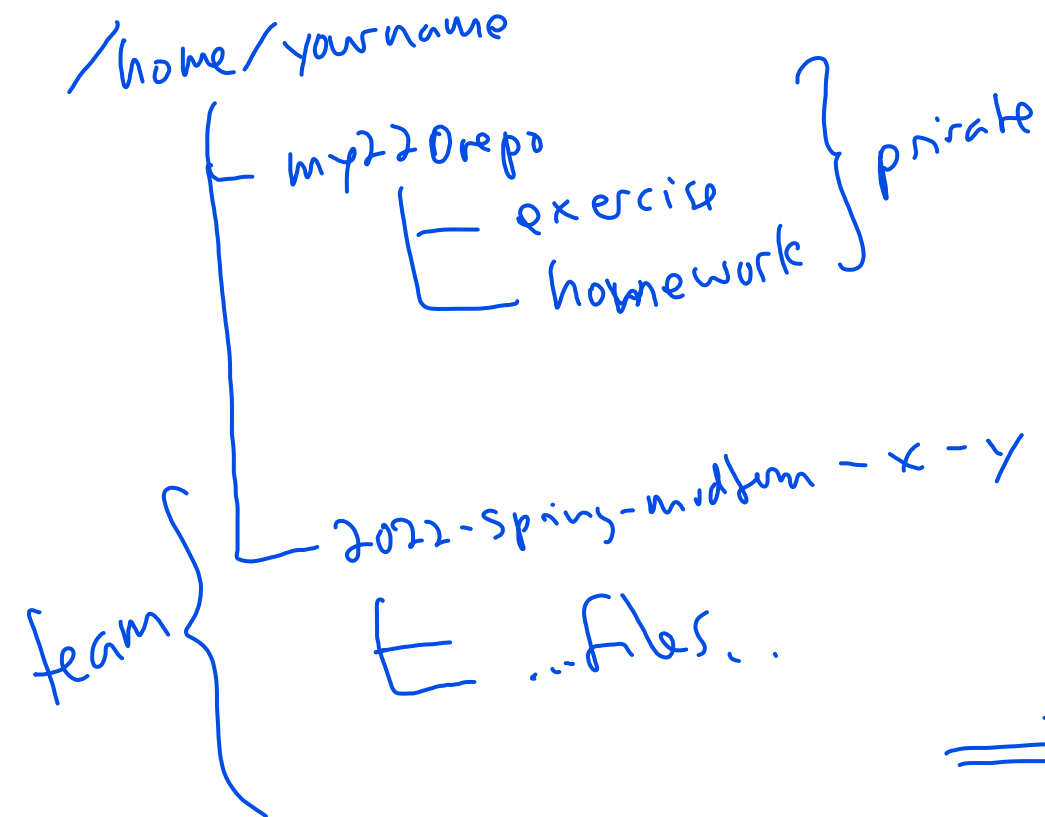 /home/yourname
my220repo
exercise
homework
private
2022-spring-midterm-x-y
team
...files...